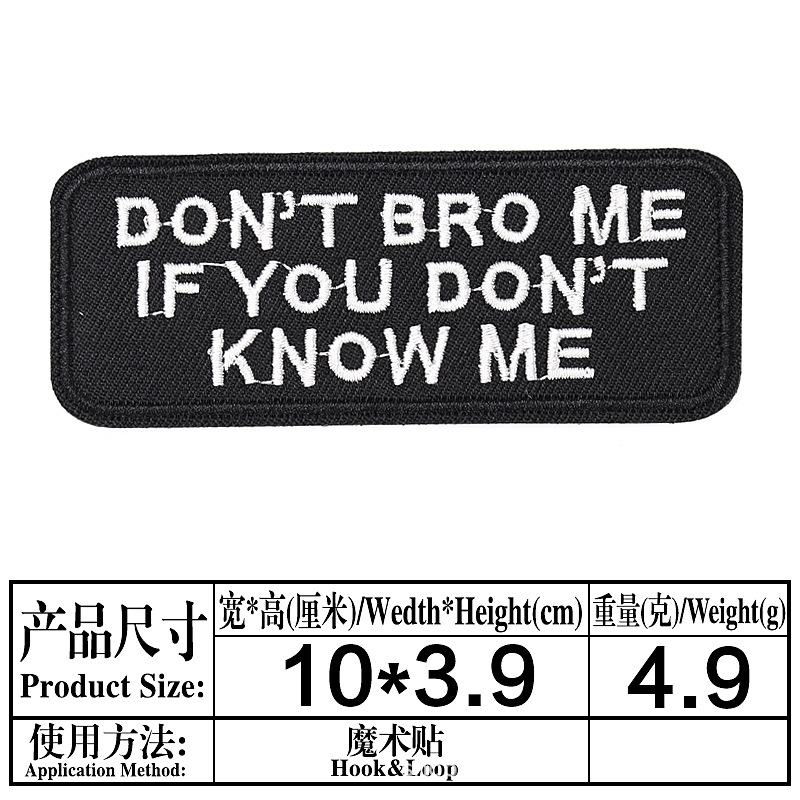 DON'T BRO ME
IF YOU DON'T
KNOW ME
产品尺寸
Product Size:
宽*高(厘米)/Wedth*Height(cm)
重量(克)/Weight(g)
10*3.9
4.9
使用方法:
Application Method:
魔术贴
Hook&Loop